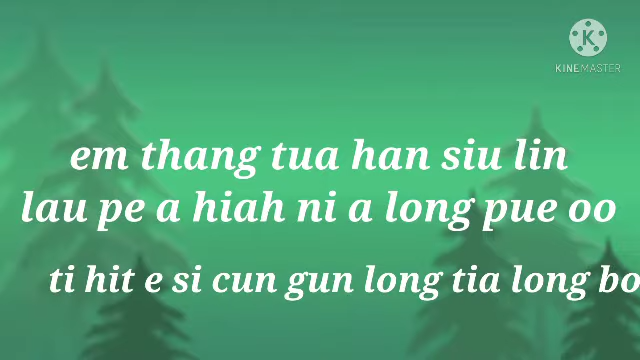 KINEMASTER
em thang tua han siu lin
lau pe a hiah ni a long pue oo
ti hit e si cun gun long tia long bo